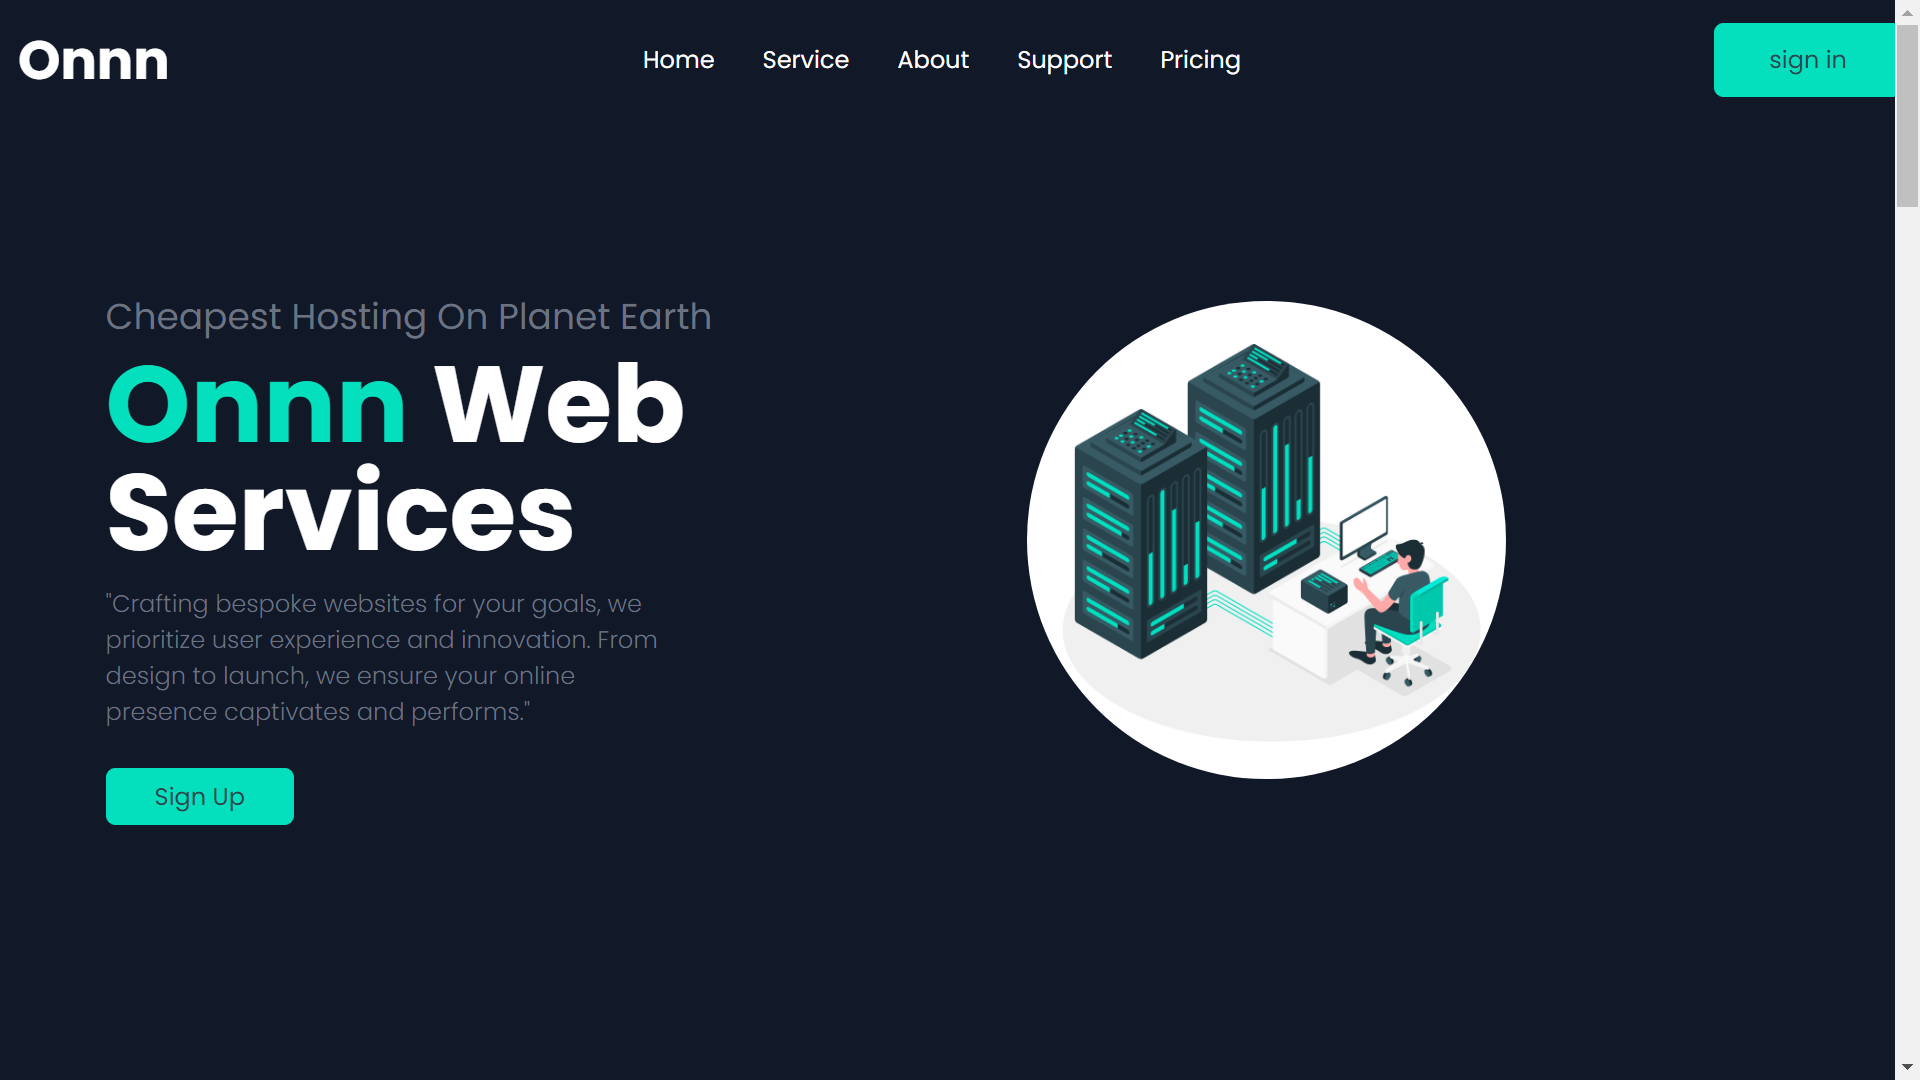 Onnn
Home Service About Support Pricing
sign in
Cheapest Hosting On Planet Earth
Onnn Web
Services
"Crafting bespoke websites for your goals, we
prioritize user experience and innovation. From
design to launch, we ensure your online
presence captivates and performs."
Sign Up